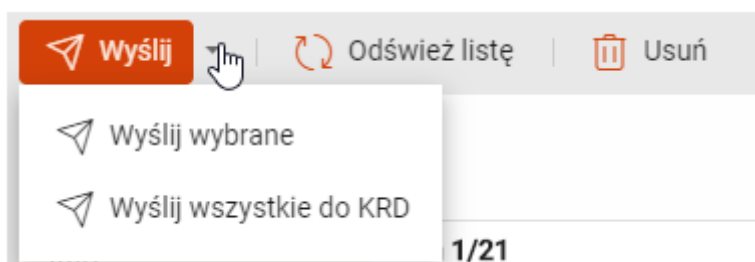 Wyślij Odśwież listę Usuń
Wyślij wybrane
Wyślij wszystkie do KRD
1/21